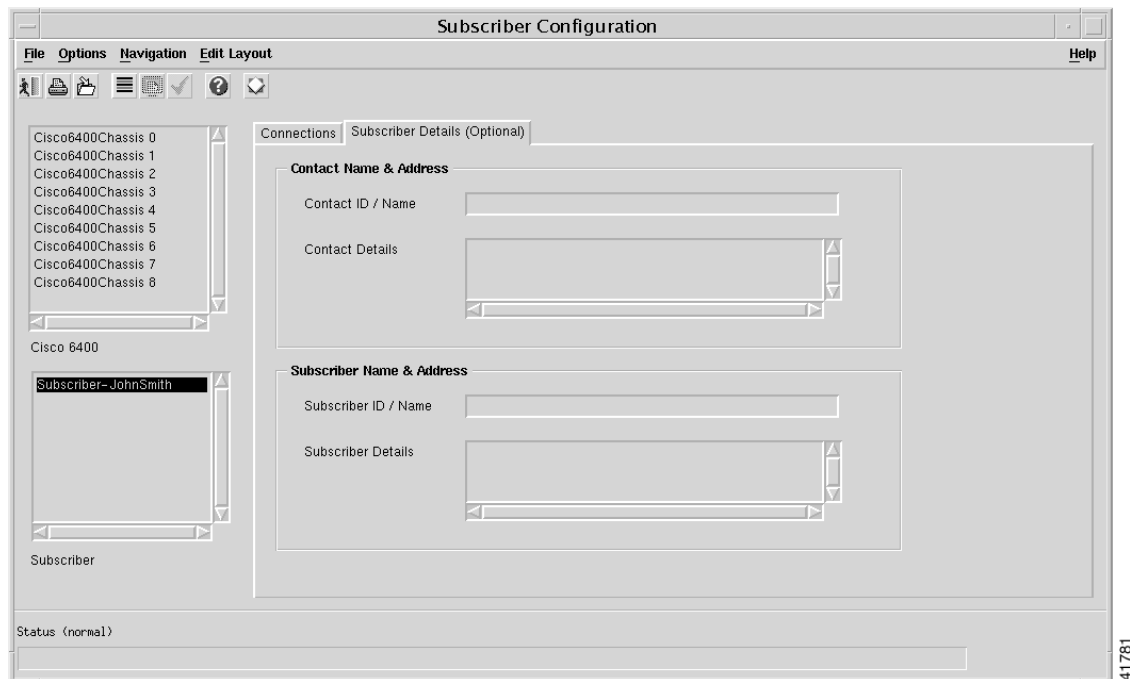 Subscriber Configuration
File Options Navigation Edit Layout Help
Cisco6400Chassis 0
Cisco6400Chassis 1
Cisco6400Chassis 2
Cisco6400Chassis 3
Cisco6400Chassis 4
Cisco6400Chassis 5
Cisco6400Chassis 6
Cisco6400Chassis 7
Cisco6400Chassis 8
Cisco 6400
Subscriber-JohnSmith
Subscriber
Connections Subscriber Details (Optional)
Contact Name & Address
Contact ID / Name
Contact Details
Subscriber Name & Address
Subscriber ID / Name
Subscriber Details
Status (normal)
41781